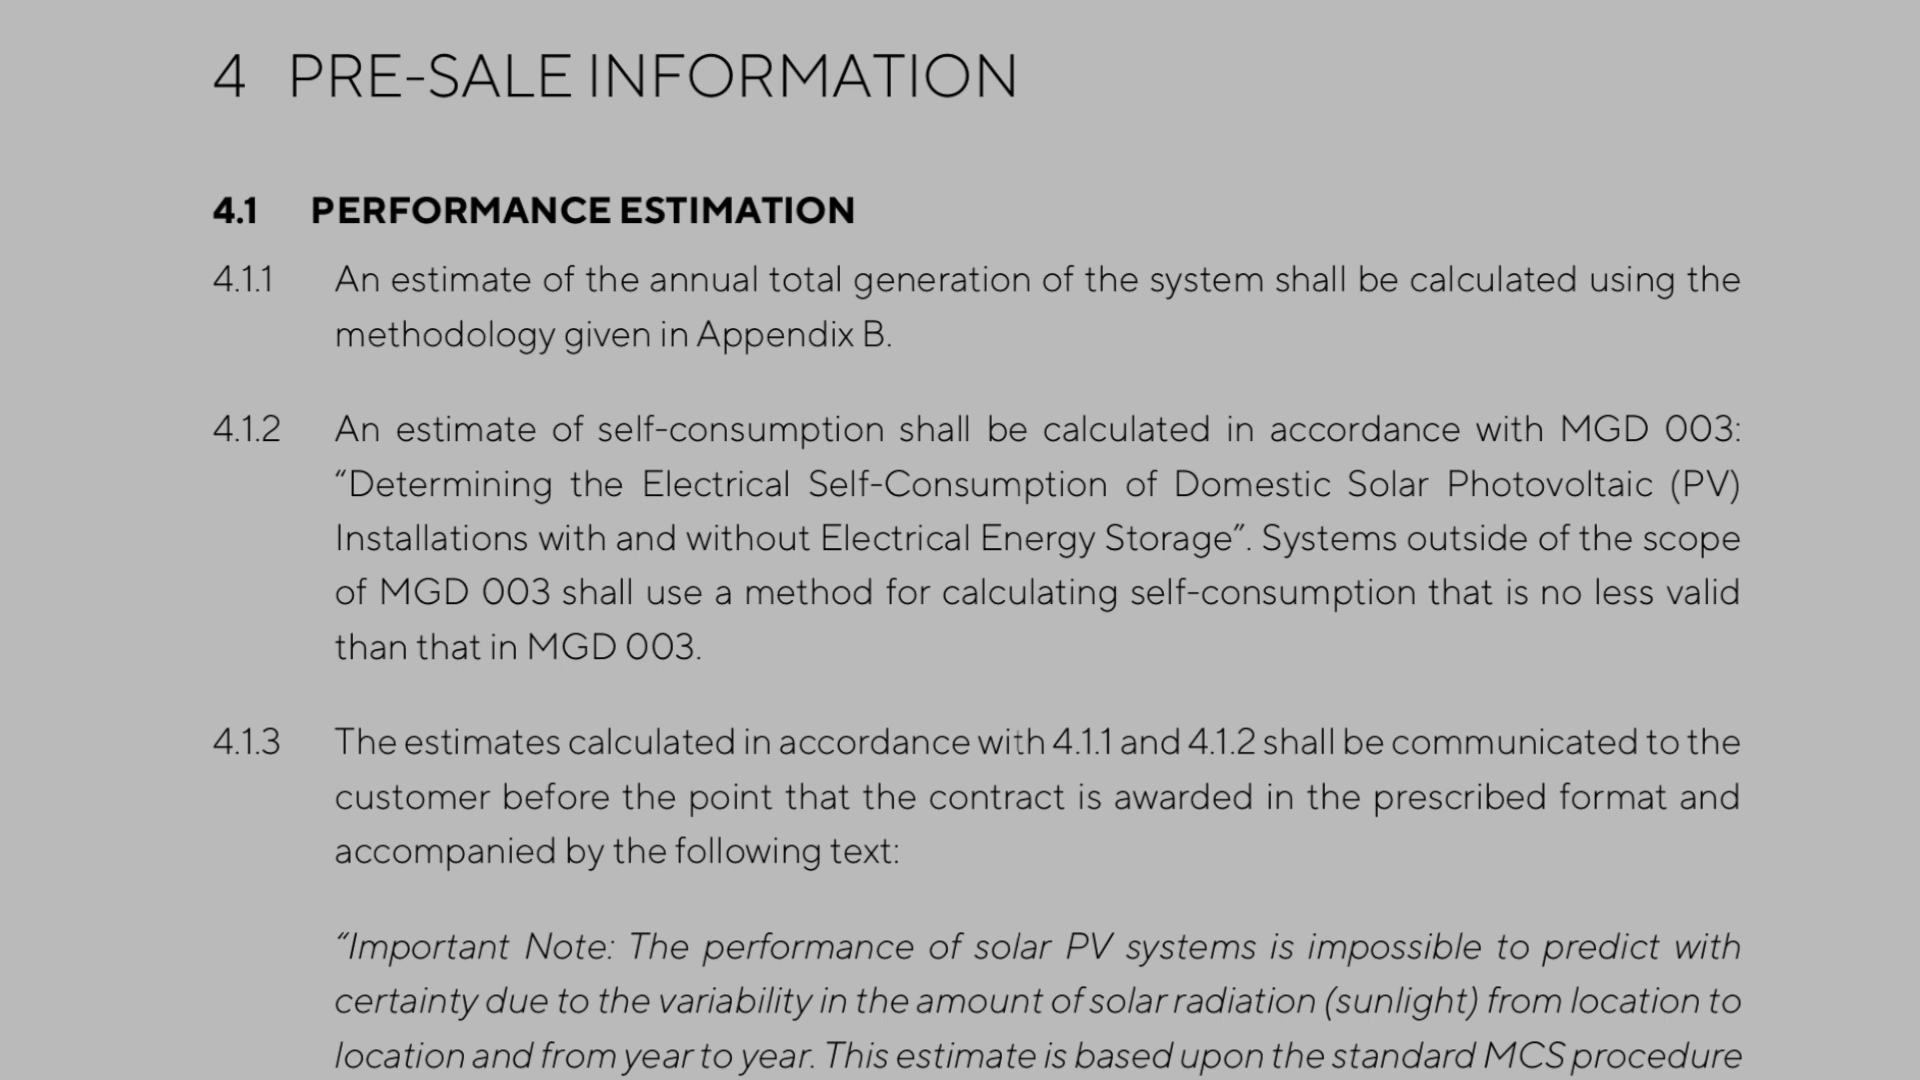 4 PRE-SALE INFORMATION
4.1 PERFORMANCE ESTIMATION
4.1.1 An estimate of the annual total generation of the system shall be calculated using the
methodology given in Appendix B.
4.1.2 An estimate of self-consumption shall be calculated in accordance with MGD 003:
“Determining the Electrical Self-Consumption of Domestic Solar Photovoltaic (PV)
Installations with and without Electrical Energy Storage”. Systems outside of the scope
of MGD 003 shall use a method for calculating self-consumption that is no less valid
than that in MGD 003.
4.1.3 The estimates calculated in accordance with 4.1.1 and 4.1.2 shall be communicated to the
customer before the point that the contract is awarded in the prescribed format and
accompanied by the following text:
“Important Note: The performance of solar PV systems is impossible to predict with
certainty due to the variability in the amount of solar radiation (sunlight) from location to
location and from year to year. This estimate is based upon the standard MCS procedure